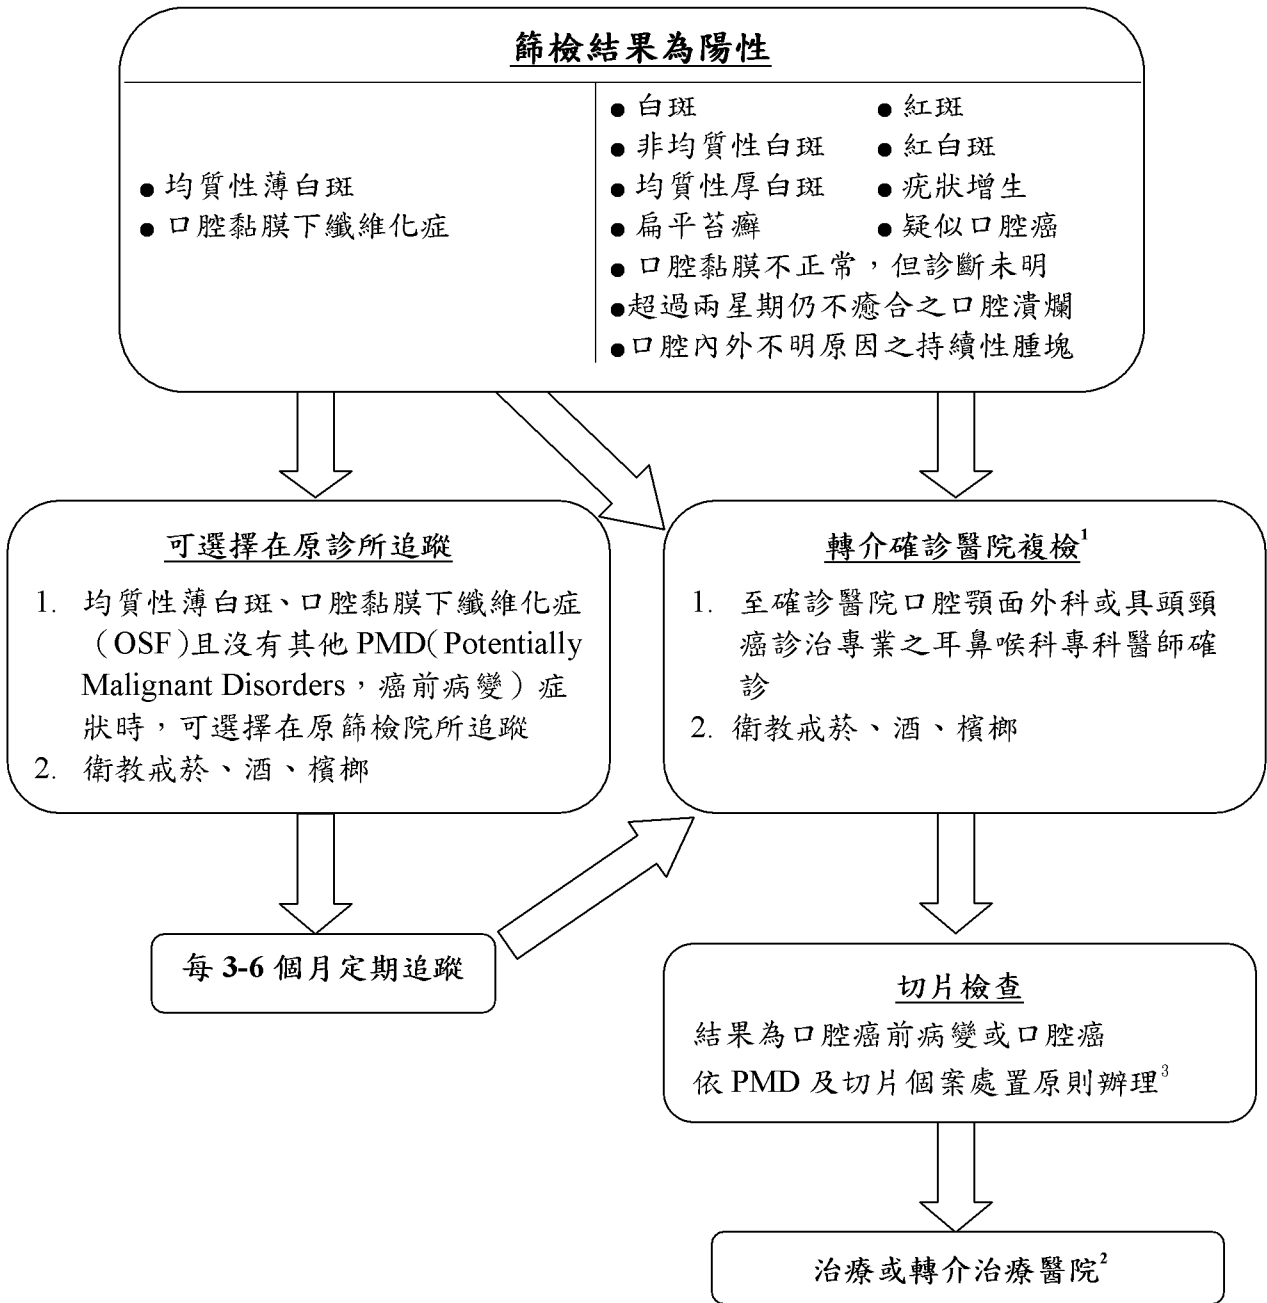 篩檢結果為陽性
● 均質性薄白斑
● 口腔黏膜下纖維化症
● 白斑 ● 紅斑
● 非均質性白斑 ● 紅白斑
● 均質性厚白斑 ● 疣狀增生
● 扁平苔癬 ● 疑似口腔癌
● 口腔黏膜不正常，但診斷未明
●超過兩星期仍不癒合之口腔潰爛
●口腔內外不明原因之持續性腫塊
可選擇在原診所追蹤
1. 均質性薄白斑、口腔黏膜下纖維化症
（OSF）且沒有其他 PMD（Potentially
Malignant Disorders，癌前病變）症
狀時，可選擇在原篩檢院所追蹤
2. 衛教戒菸、酒、檳榔
轉介確診醫院複檢1
1. 至確診醫院口腔顎面外科或具頭頸
癌診治專業之耳鼻喉科專科醫師確
診
2. 衛教戒菸、酒、檳榔
每 3-6 個月定期追蹤
切片檢查
結果為口腔癌前病變或口腔癌
依 PMD 及切片個案處置原則辦理3
治療或轉介治療醫院2